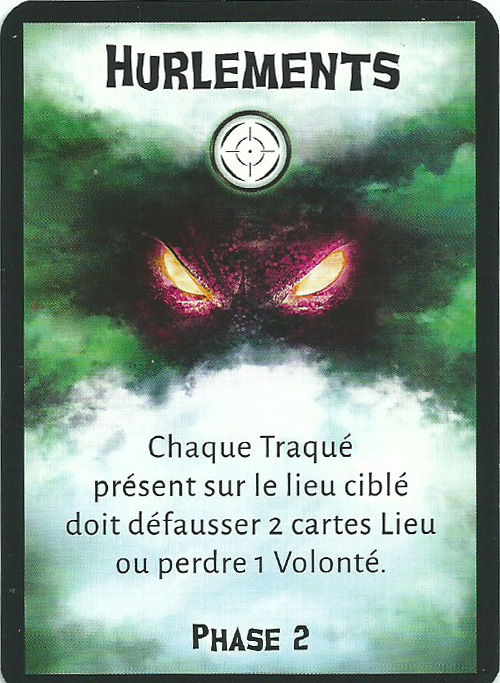 HURLEMENTS
Chaque Traqué
présent sur le lieu ciblé
doit défausser 2 cartes Lieu
ou perdre 1 Volonté.
PHASE 2